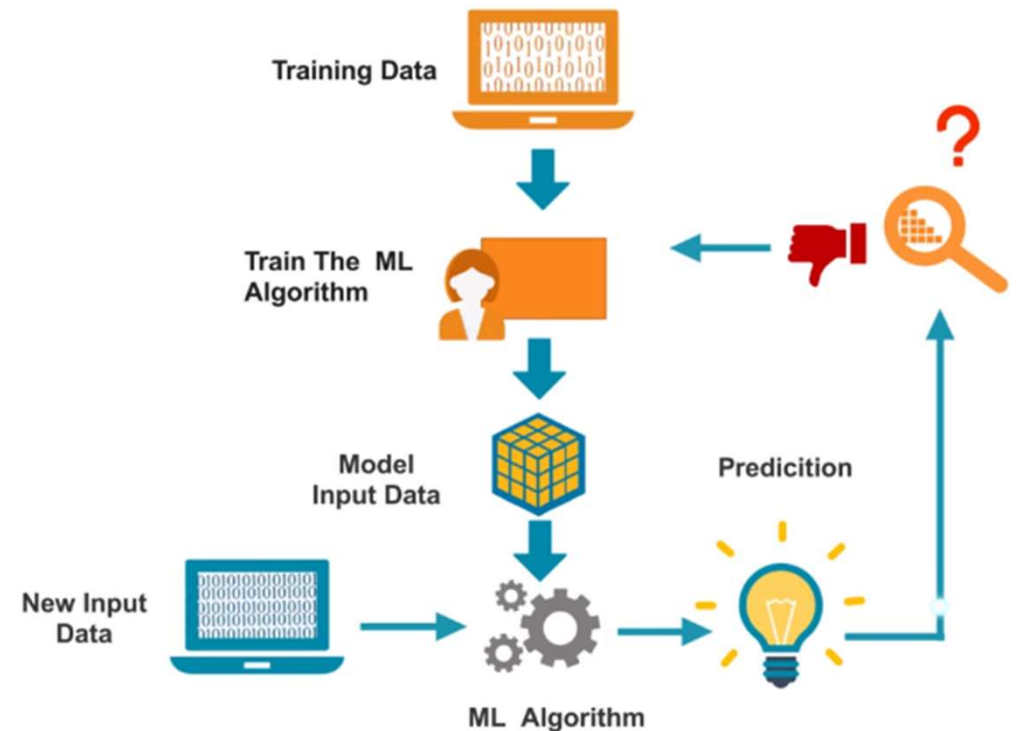 Training Data
?
Train The ML
Algorithm
Model
Input Data
Predicition
New Input
Data
ML Algorithm